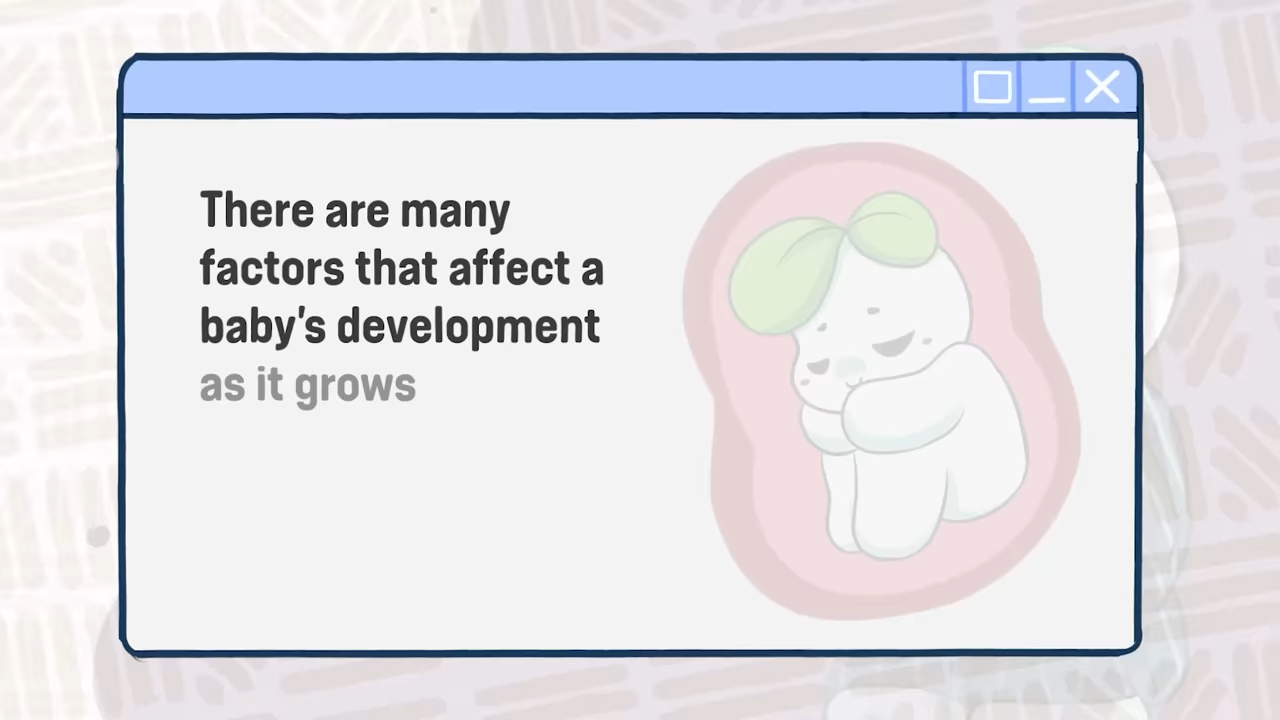 There are many
factors that affect a
baby's development
as it grows